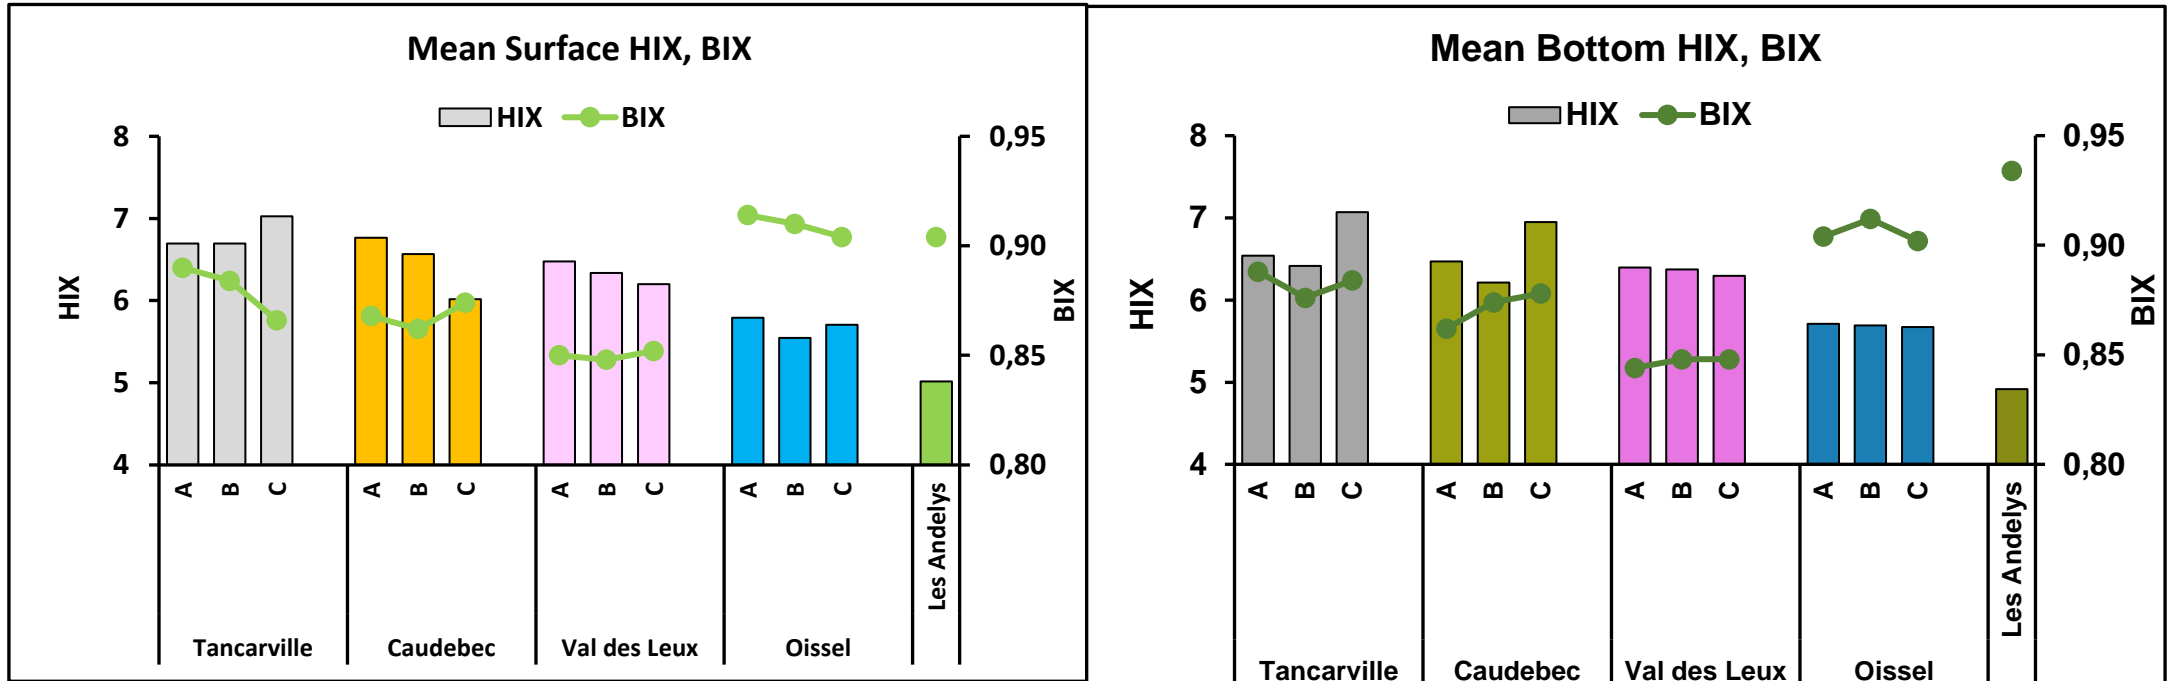 Mean Surface HIX, BIX
HIX BIX
8
7
6
5
4
HIX
0,95
0,90
0,85
0,80
BIX
A B C A B C A B C A B C Les Andelys
Tancarville Caudebec Val des Leux Oissel
Mean Bottom HIX, BIX
HIX BIX
8
7
6
5
4
HIX
0,95
0,90
0,85
0,80
BIX
A B C A B C A B C A B C Les Andelys
Tancarville Caudebec Val des Leux Oissel